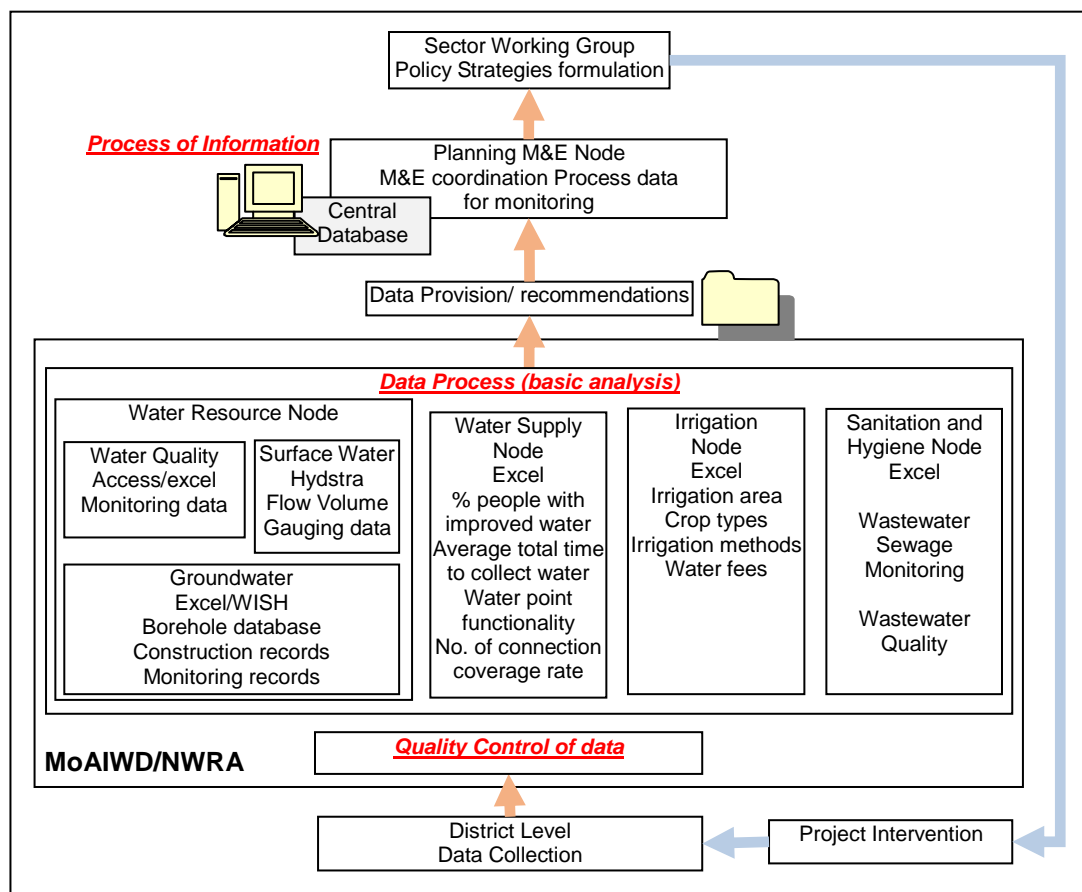 Sector Working Group
Policy Strategies formulation
Process of Information
Planning M&E Node
M&E coordination Process data
for monitoring
Central
Database
Data Provision/ recommendations
Data Process (basic analysis)
Water Resource Node
Water Quality
Access/excel
Monitoring data
Surface Water
Hydstra
Flow Volume
Gauging data
Groundwater
Excel/WISH
Borehole database
Construction records
Monitoring records
Water Supply
Node
Excel
% people with
improved water
Average total time
to collect water
Water point
functionality
No. of connection
coverage rate
Irrigation
Node
Excel
Irrigation area
Crop types
Irrigation methods
Water fees
Sanitation and
Hygiene Node
Excel
Wastewater
Sewage
Monitoring
Wastewater
Quality
Quality Control of data
MoAIWD/NWRA
District Level
Data Collection
Project Intervention